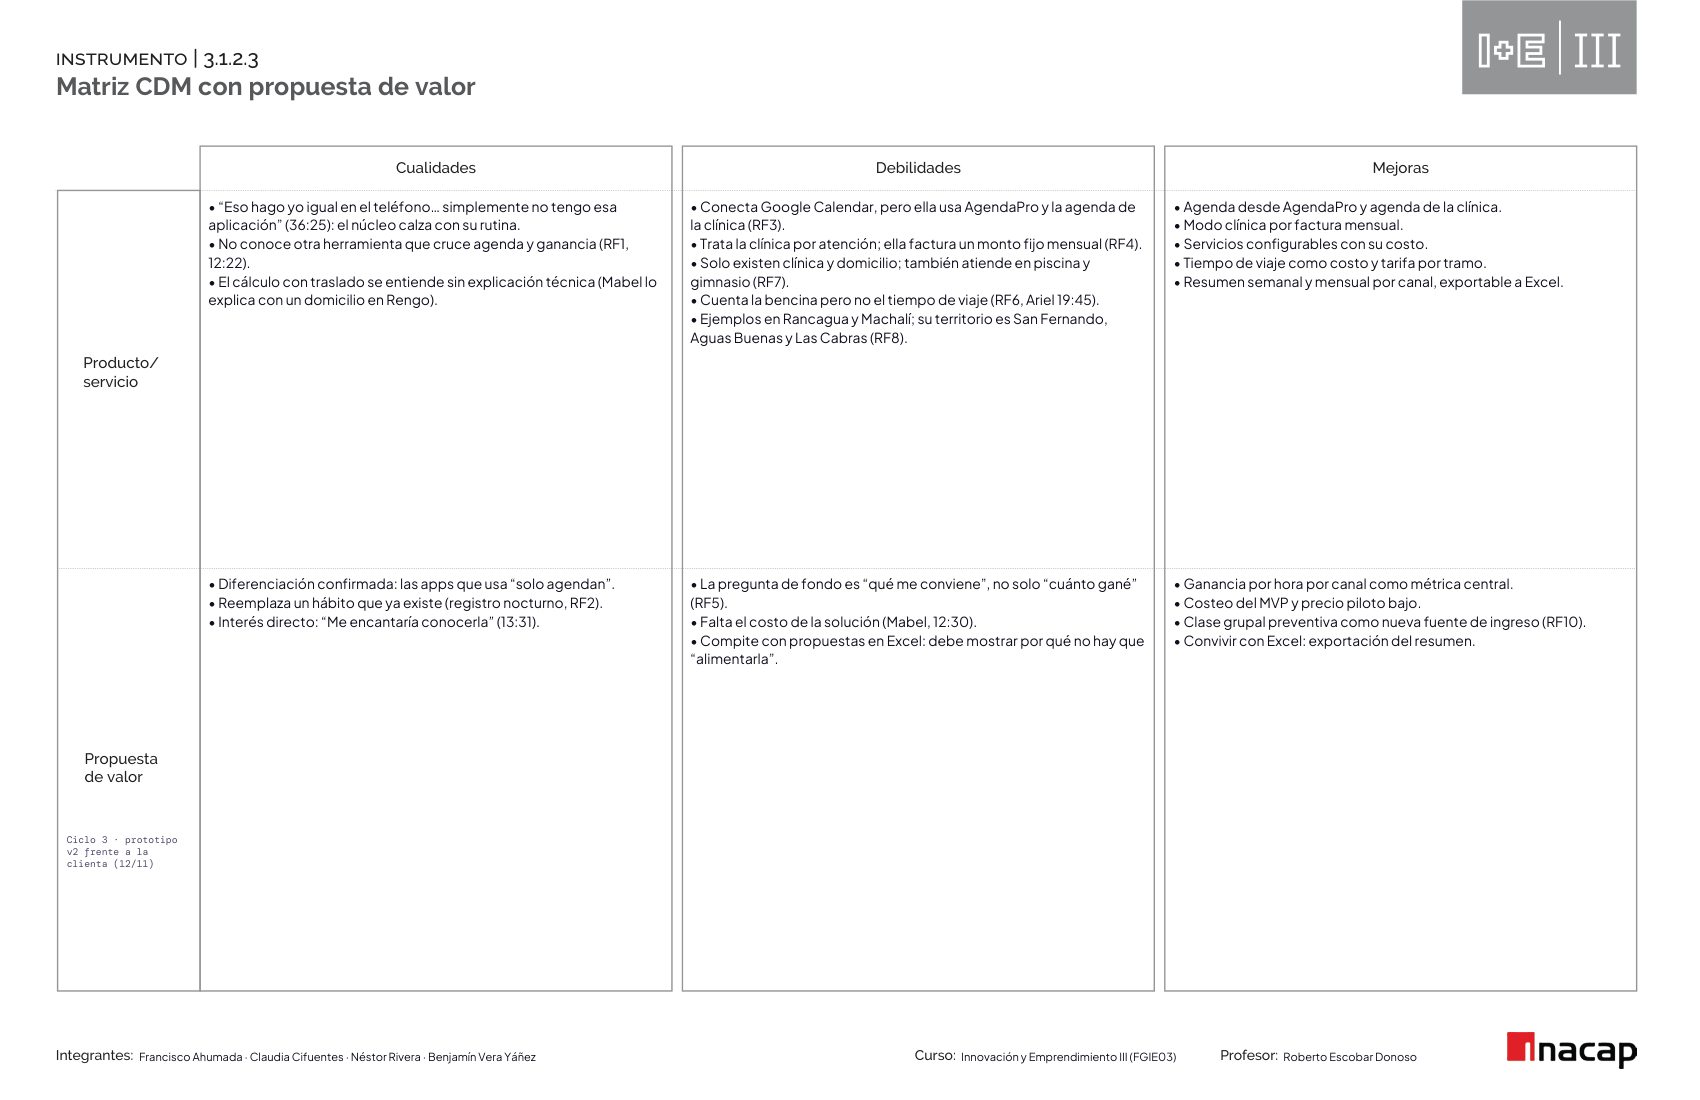 INSTRUMENTO | 3.1.2.3
Matriz CDM con propuesta de valor
I+E | III
Cualidades
Debilidades
Mejoras
Producto/
servicio
• “Eso hago yo igual en el teléfono… simplemente no tengo esa
aplicación” (36:25): el núcleo calza con su rutina.
• No conoce otra herramienta que cruce agenda y ganancia (RF1,
12:22).
• El cálculo con traslado se entiende sin explicación técnica (Mabel lo
explica con un domicilio en Rengo).
• Conecta Google Calendar, pero ella usa AgendaPro y la agenda de
la clínica (RF3).
• Trata la clínica por atención; ella factura un monto fijo mensual (RF4).
• Solo existen clínica y domicilio; también atiende en piscina y
gimnasio (RF7).
• Cuenta la bencina pero no el tiempo de viaje (RF6, Ariel 19:45).
• Ejemplos en Rancagua y Machalí; su territorio es San Fernando,
Aguas Buenas y Las Cabras (RF8).
• Agenda desde AgendaPro y agenda de la clínica.
• Modo clínica por factura mensual.
• Servicios configurables con su costo.
• Tiempo de viaje como costo y tarifa por tramo.
• Resumen semanal y mensual por canal, exportable a Excel.
Propuesta
de valor
Ciclo 3 · prototipo
v2 frente a la
clienta (12/11)
• Diferenciación confirmada: las apps que usa “solo agendan”.
• Reemplaza un hábito que ya existe (registro nocturno, RF2).
• Interés directo: “Me encantaría conocerla” (13:31).
• La pregunta de fondo es “qué me conviene”, no solo “cuánto gané”
(RF5).
• Falta el costo de la solución (Mabel, 12:30).
• Compite con propuestas en Excel: debe mostrar por qué no hay que
“alimentarla”.
• Ganancia por hora por canal como métrica central.
• Costeo del MVP y precio piloto bajo.
• Clase grupal preventiva como nueva fuente de ingreso (RF10).
• Convivir con Excel: exportación del resumen.
Integrantes: Francisco Ahumada · Claudia Cifuentes · Néstor Rivera · Benjamín Vera Yáñez
Curso: Innovación y Emprendimiento III (FGIE03)
Profesor: Roberto Escobar Donoso
inacap